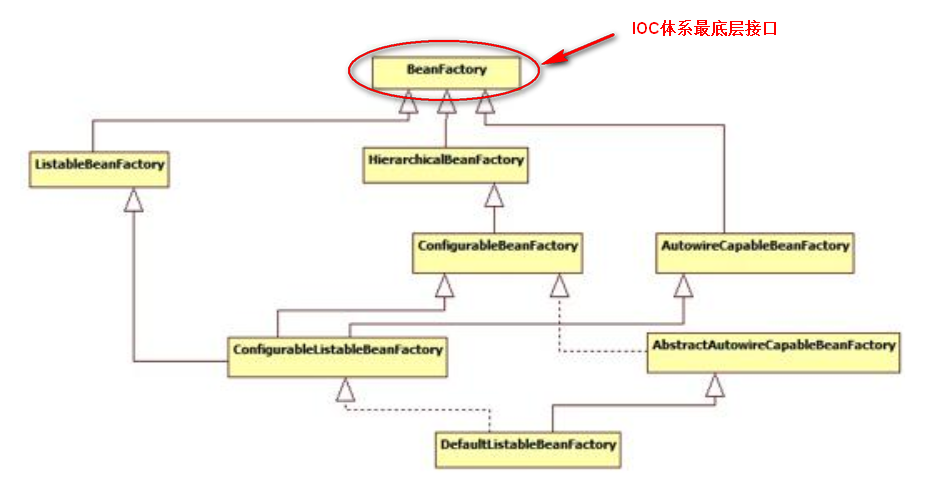 IOC体系最底层接口
BeanFactory
ListableBeanFactory
HierarchicalBeanFactory
ConfigurableBeanFactory
AutowireCapableBeanFactory
ConfigurableListableBeanFactory
AbstractAutowireCapableBeanFactory
DefaultListableBeanFactory